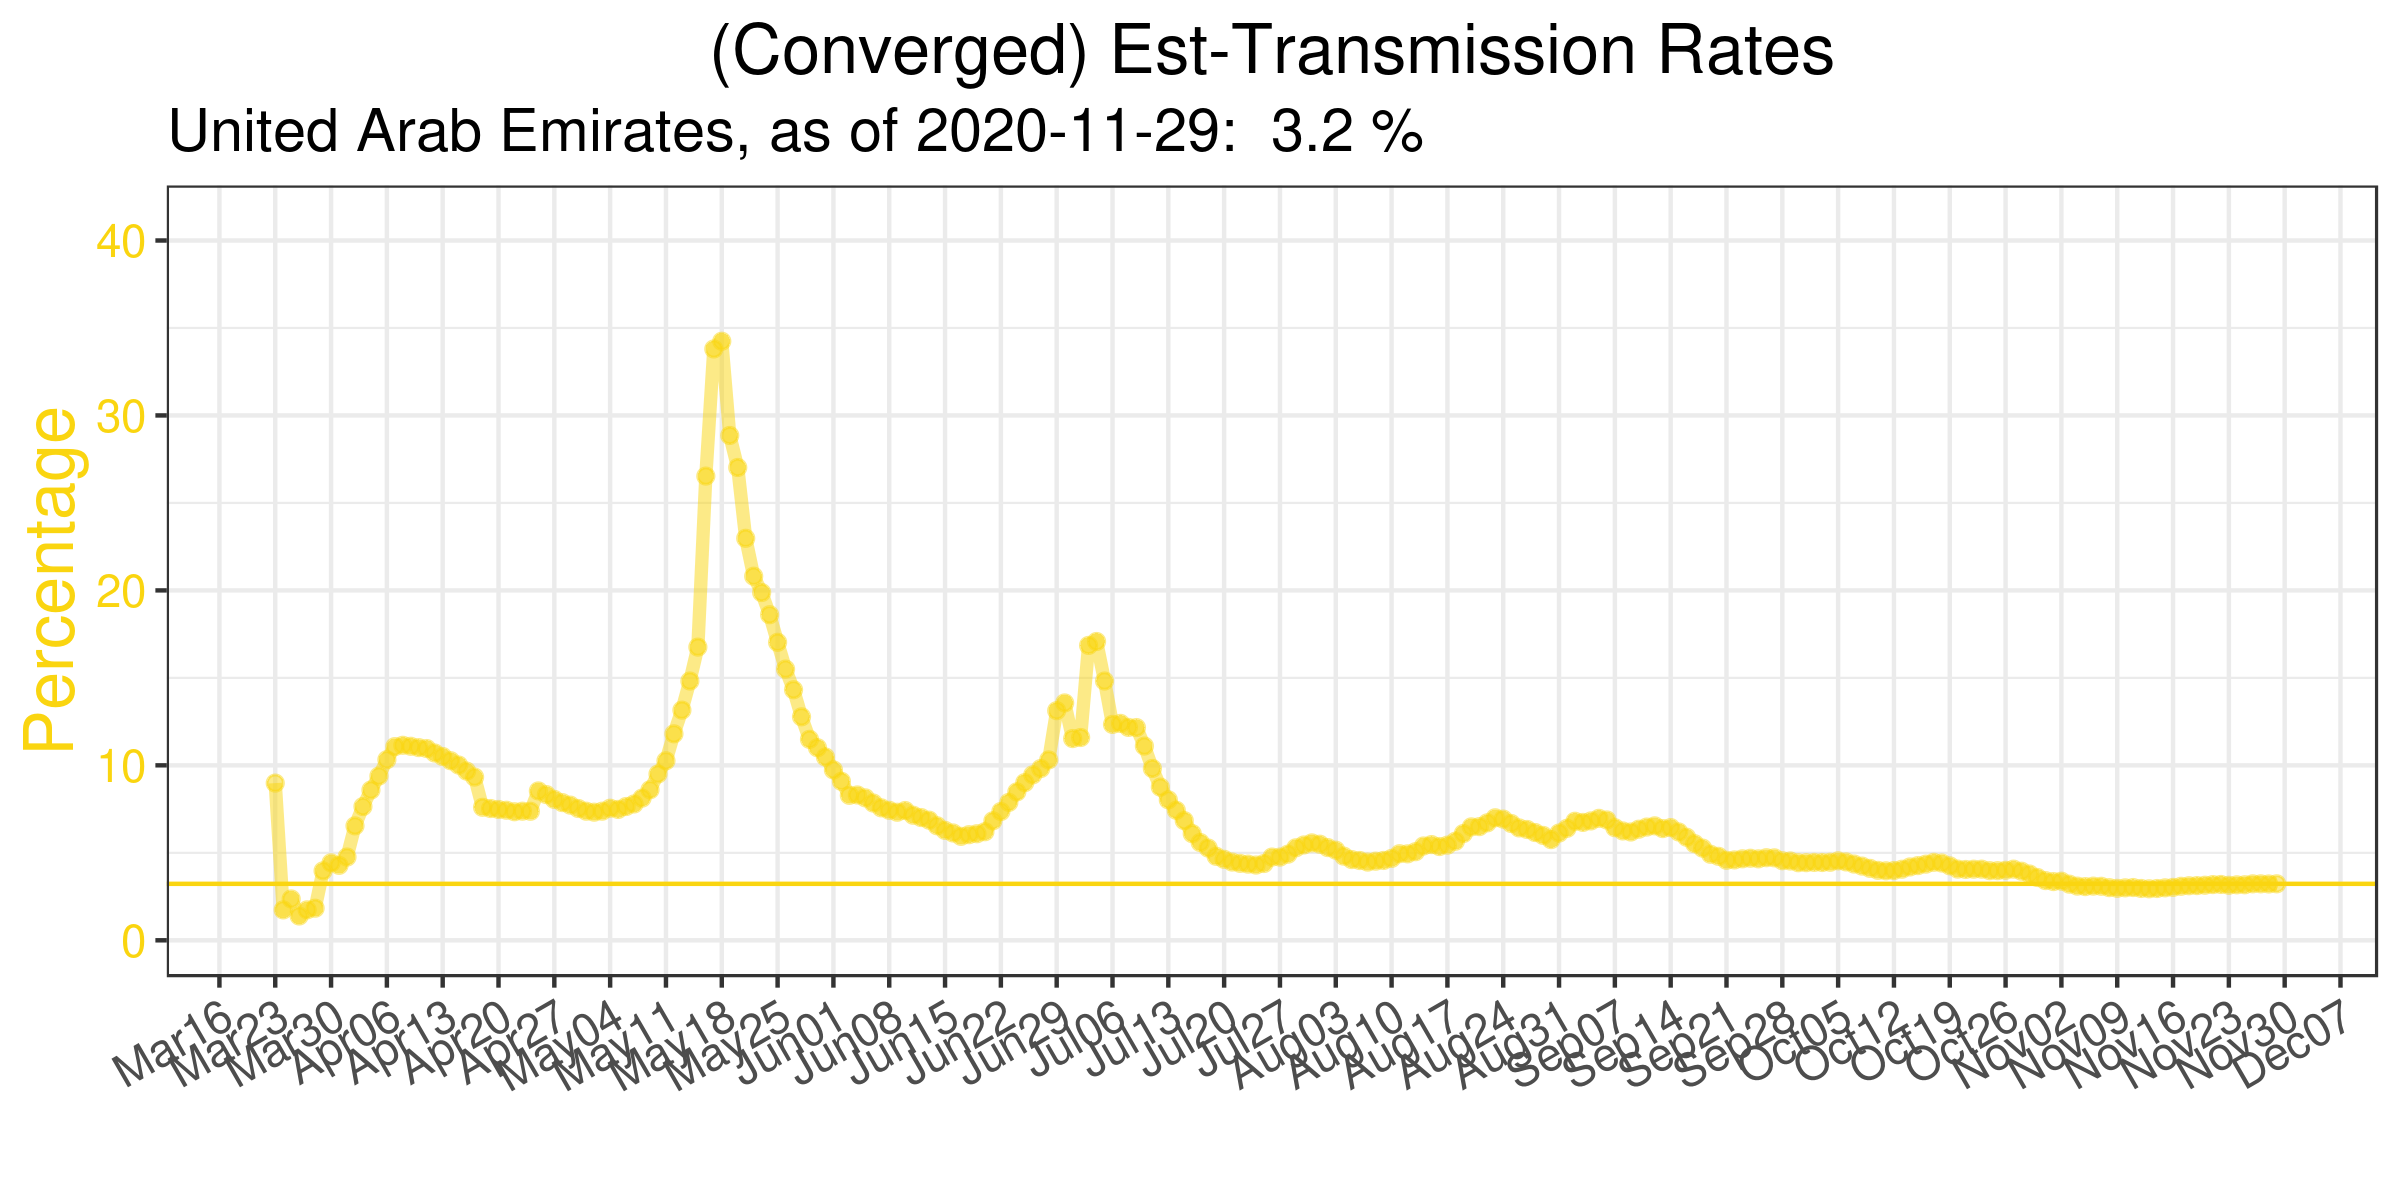 (Converged) Est-Transmission Rates
United Arab Emirates, as of 2020-11-29:  3.2 %
Percentage
40
30
20
10
0
Mar16
Mar23
Mar30
Apr06
Apr13
Apr20
Apr27
May04
May11
May18
May25
Jun01
Jun08
Jun15
Jun22
Jun29
Jul06
Jul13
Jul20
Jul27
Aug03
Aug10
Aug17
Aug24
Aug31
Sep07
Sep14
Sep21
Sep28
Oct05
Oct12
Oct19
Oct26
Nov02
Nov09
Nov16
Nov23
Nov30
Dec07